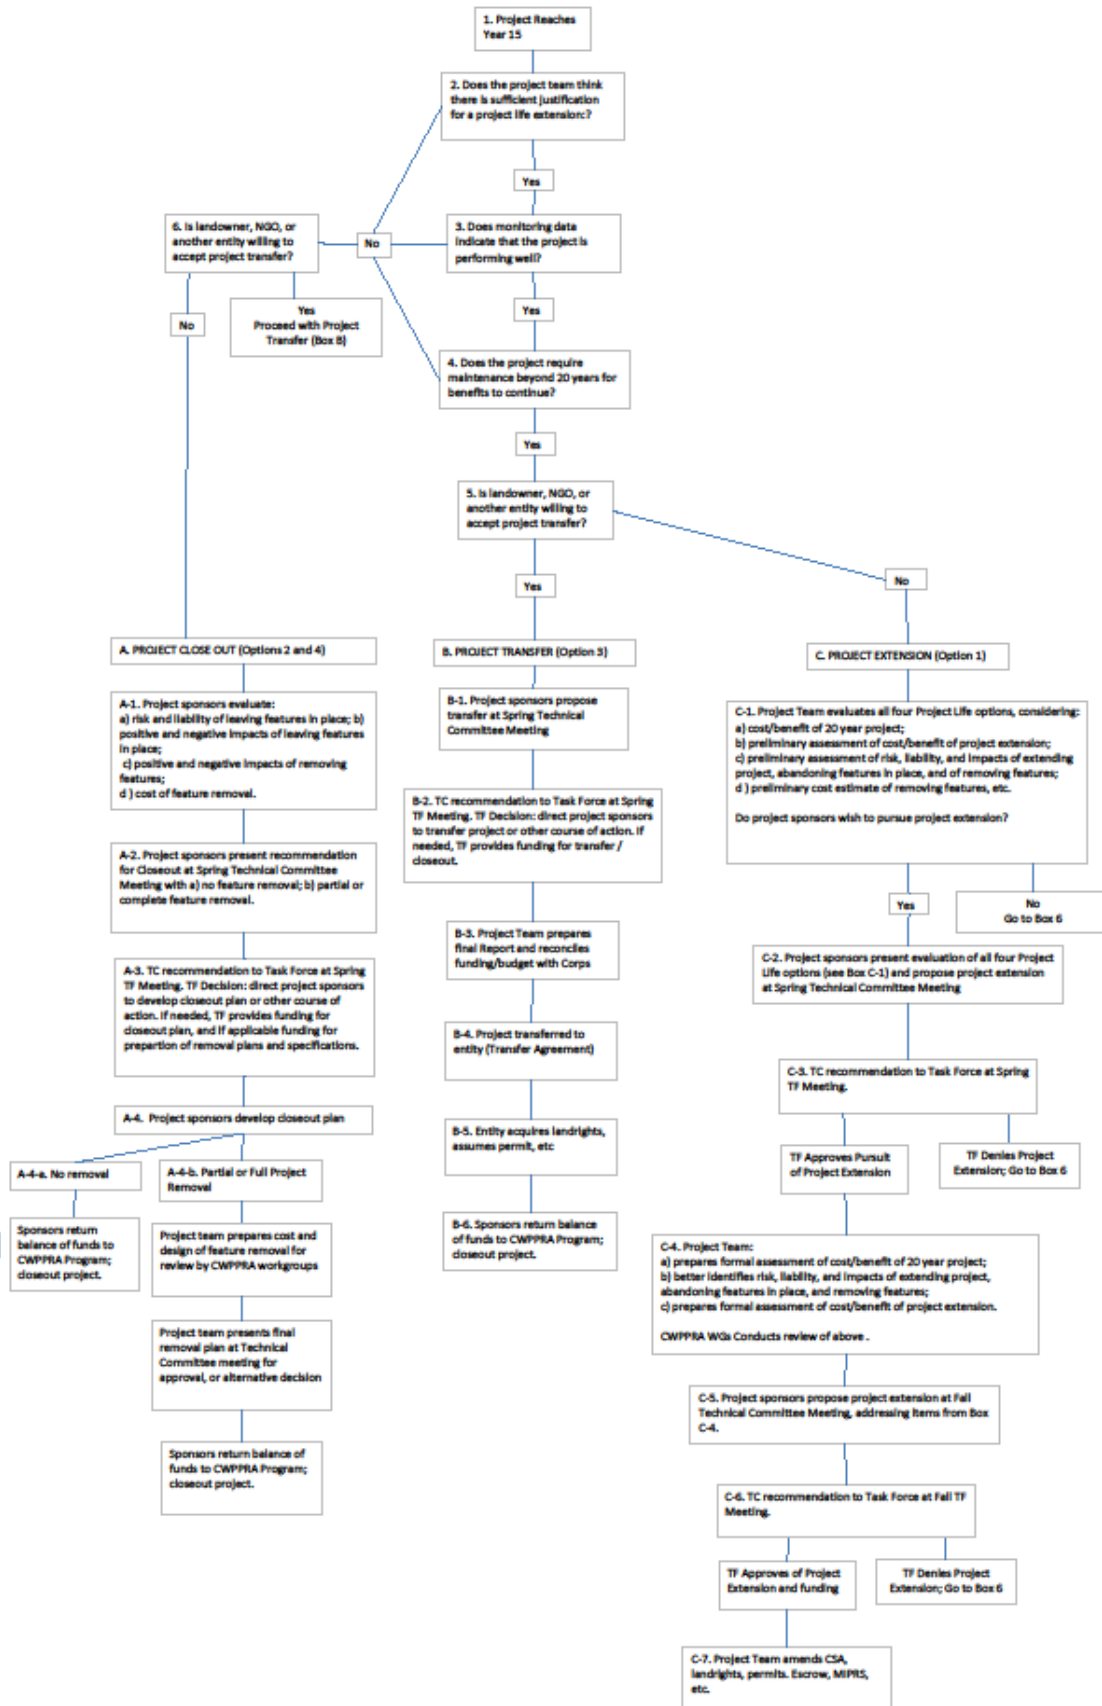 1. Project Reaches
Year 15
2. Does the project team think
there is sufficient justification
for a project life extension:?
Yes
6. Is landowner, NGO, or
another entity willing to
accept project transfer?
No
3. Does monitoring data
indicate that the project is
performing well?
No
Yes
Proceed with Project
Transfer (Box B)
Yes
4. Does the project require
maintenance beyond 20 years for
benefits to continue?
Yes
5. Is landowner, NGO, or
another entity willing to
accept project transfer?
Yes
No
A. PROJECT CLOSE OUT (Options 2 and 4)
A-1. Project sponsors evaluate:
a) risk and liability of leaving features in place; b)
positive and negative impacts of leaving features
in place;
c) positive and negative impacts of removing
features;
d ) cost of feature removal.
A-2. Project sponsors present recommendation
for Closeout at Spring Technical Committee
Meeting with a) no feature removal; b) partial or
complete feature removal.
A-3. TC recommendation to Task Force at Spring
TF Meeting. TF Decision: direct project sponsors
to develop closeout plan or other course of
action. If needed, TF provides funding for
closeout plan, and if applicable funding for
prepartion of removal plans and specifications.
A-4. Project sponsors develop closeout plan
A-4-a. No removal
Sponsors return
balance of funds to
CWPPRA Program;
closeout project.
A-4-b. Partial or Full Project
Removal
Project team prepares cost and
design of feature removal for
review by CWPPRA workgroups
Project team presents final
removal plan at Technical
Committee meeting for
approval, or alternative decision
Sponsors return balance of
funds to CWPPRA Program;
closeout project.
B. PROJECT TRANSFER (Option 3)
B-1. Project sponsors propose
transfer at Spring Technical
Committee Meeting
B-2. TC recommendation to Task Force at Spring
TF Meeting. TF Decision: direct project sponsors
to transfer project or other course of action. If
needed, TF provides funding for transfer /
closeout.
B-3. Project Team prepares
final Report and reconciles
funding/budget with Corps
B-4. Project transferred to
entity (Transfer Agreement)
B-5. Entity acquires landrights,
assumes permit, etc
B-6. Sponsors return balance
of funds to CWPPRA Program;
closeout project.
C. PROJECT EXTENSION (Option 1)
C-1. Project Team evaluates all four Project Life options, considering:
a) cost/benefit of 20 year project;
b) preliminary assessment of cost/benefit of project extension;
c) preliminary assessment of risk, liability, and impacts of extending
project, abandoning features in place, and of removing features;
d ) preliminary cost estimate of removing features, etc.
Do project sponsors wish to pursue project extension?
Yes
No
Go to Box 6
C-2. Project sponsors present evaluation of all four Project
Life options (see Box C-1) and propose project extension
at Spring Technical Committee Meeting
C-3. TC recommendation to Task Force at Spring
TF Meeting.
TF Approves Pursuit
of Project Extension
TF Denies Project
Extension; Go to Box 6
C-4. Project Team:
a) prepares formal assessment of cost/benefit of 20 year project;
b) better identifies risk, liability, and impacts of extending project,
abandoning features in place, and removing features;
c) prepares formal assessment of cost/benefit of project extension.
CWPPRA WGs Conducts review of above .
C-5. Project sponsors propose project extension at Fall
Technical Committee Meeting, addressing items from Box
C-4.
C-6. TC recommendation to Task Force at Fall TF
Meeting.
TF Approves of Project
Extension and funding
TF Denies Project
Extension; Go to Box 6
C-7. Project Team amends CSA,
landrights, permits. Escrow, MIPRS,
etc.